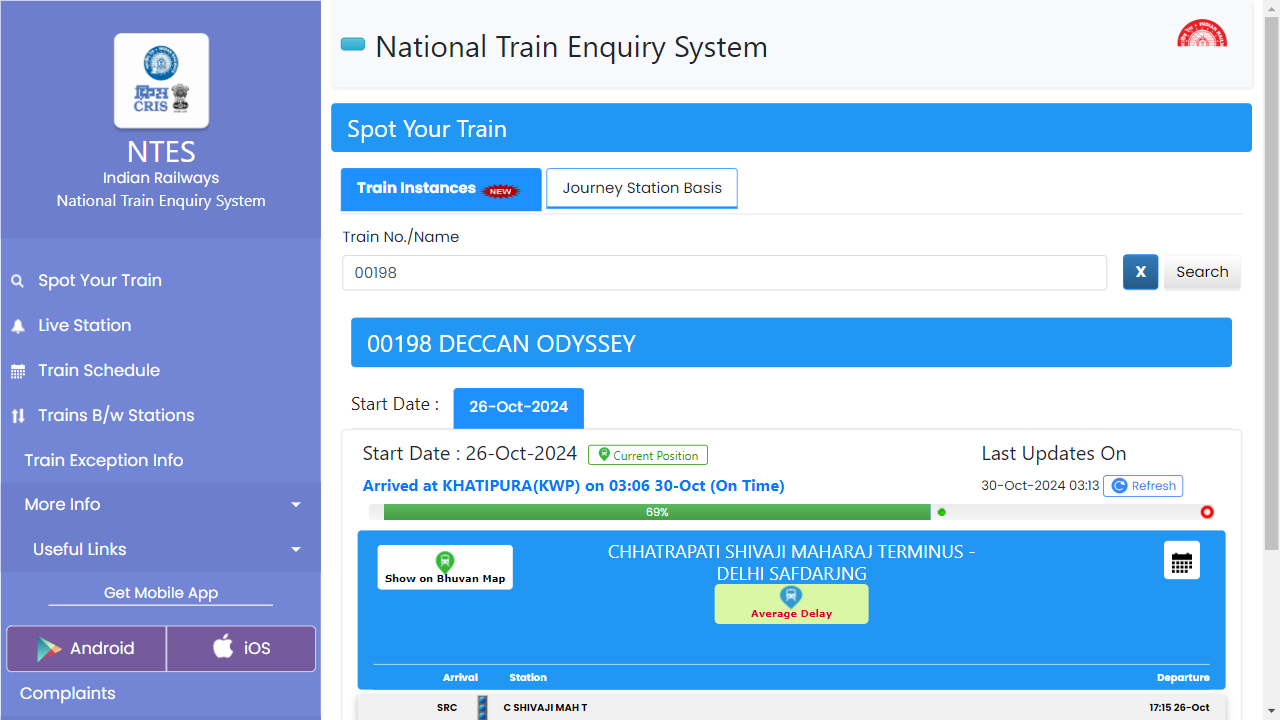 क्रिस
CRIS
NTES
Indian Railways
National Train Enquiry System
Spot Your Train
Live Station
Train Schedule
Trains B/w Stations
Train Exception Info
More Info
Useful Links
Get Mobile App
Android
iOS
Complaints
National Train Enquiry System
Spot Your Train
Train Instances NEW
Journey Station Basis
Train No./Name
00198
X
Search
00198 DECCAN ODYSSEY
Start Date :
26-Oct-2024
Start Date : 26-Oct-2024
Current Position
Last Updates On
Arrived at KHATIPURA(KWP) on 03:06 30-Oct (On Time)
30-Oct-2024 03:13
Refresh
69%
Show on Bhuvan Map
CHHATRAPATI SHIVAJI MAHARAJ TERMINUS -
DELHI SAFDARJNG
Average Delay
Arrival Station Departure
SRC C SHIVAJI MAH T 17:15 26-Oct